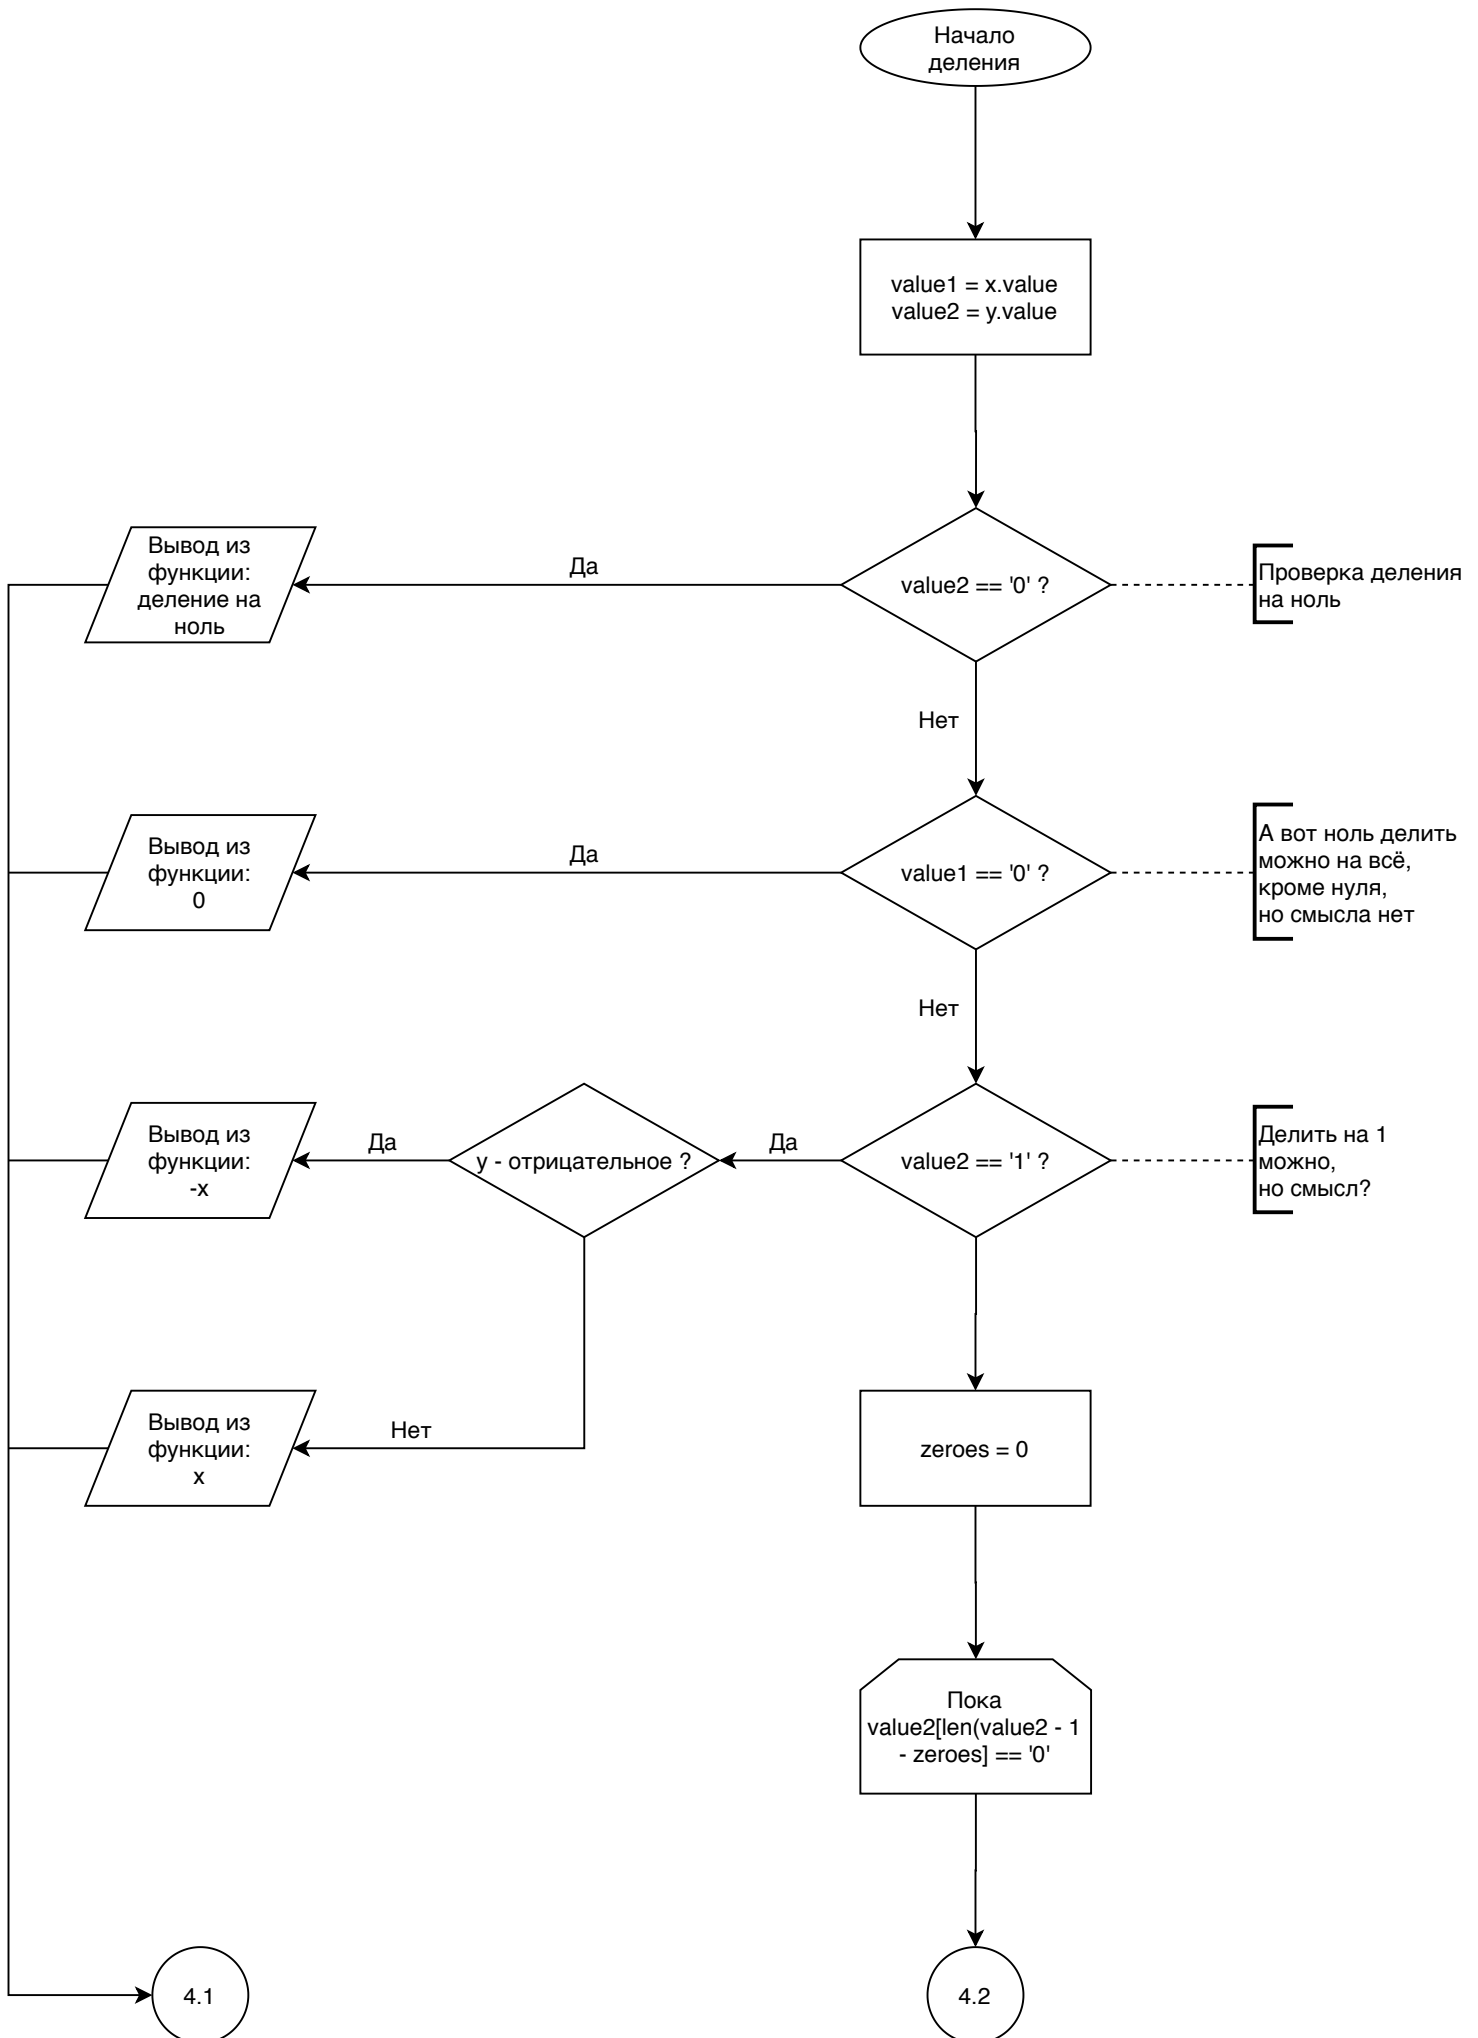 Начало
деления
value1 = x.value
value2 = y.value
Вывод из
функции:
деление на
ноль
Да
value2 == '0' ?
Проверка деления
на ноль
Нет
Вывод из
функции:
0
Да
value1 == '0' ?
А вот ноль делить
можно на всё,
кроме нуля,
но смысла нет
Нет
Вывод из
функции:
-x
Да
y - отрицательное ?
Да
value2 == '1' ?
Делить на 1
можно,
но смысл?
Вывод из
функции:
x
Нет
zeroes = 0
Пока
value2[len(value2 - 1
- zeroes] == '0'
4.1
4.2